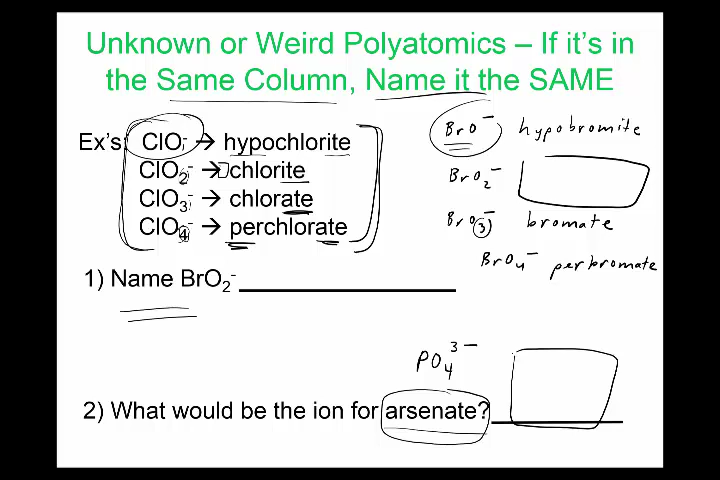 Unknown or Weird Polyatomics – If it's in
the Same Column, Name it the SAME
Ex's: ClO⁻ → hypochlorite
ClO₂⁻ → chlorite
ClO₃⁻ → chlorate
ClO₄⁻ → perchlorate
BrO⁻ hypobromite
BrO₂⁻
BrO₃⁻ bromate
BrO₄⁻ perbromate
1) Name BrO₂⁻
PO₄³⁻
2) What would be the ion for arsenate?